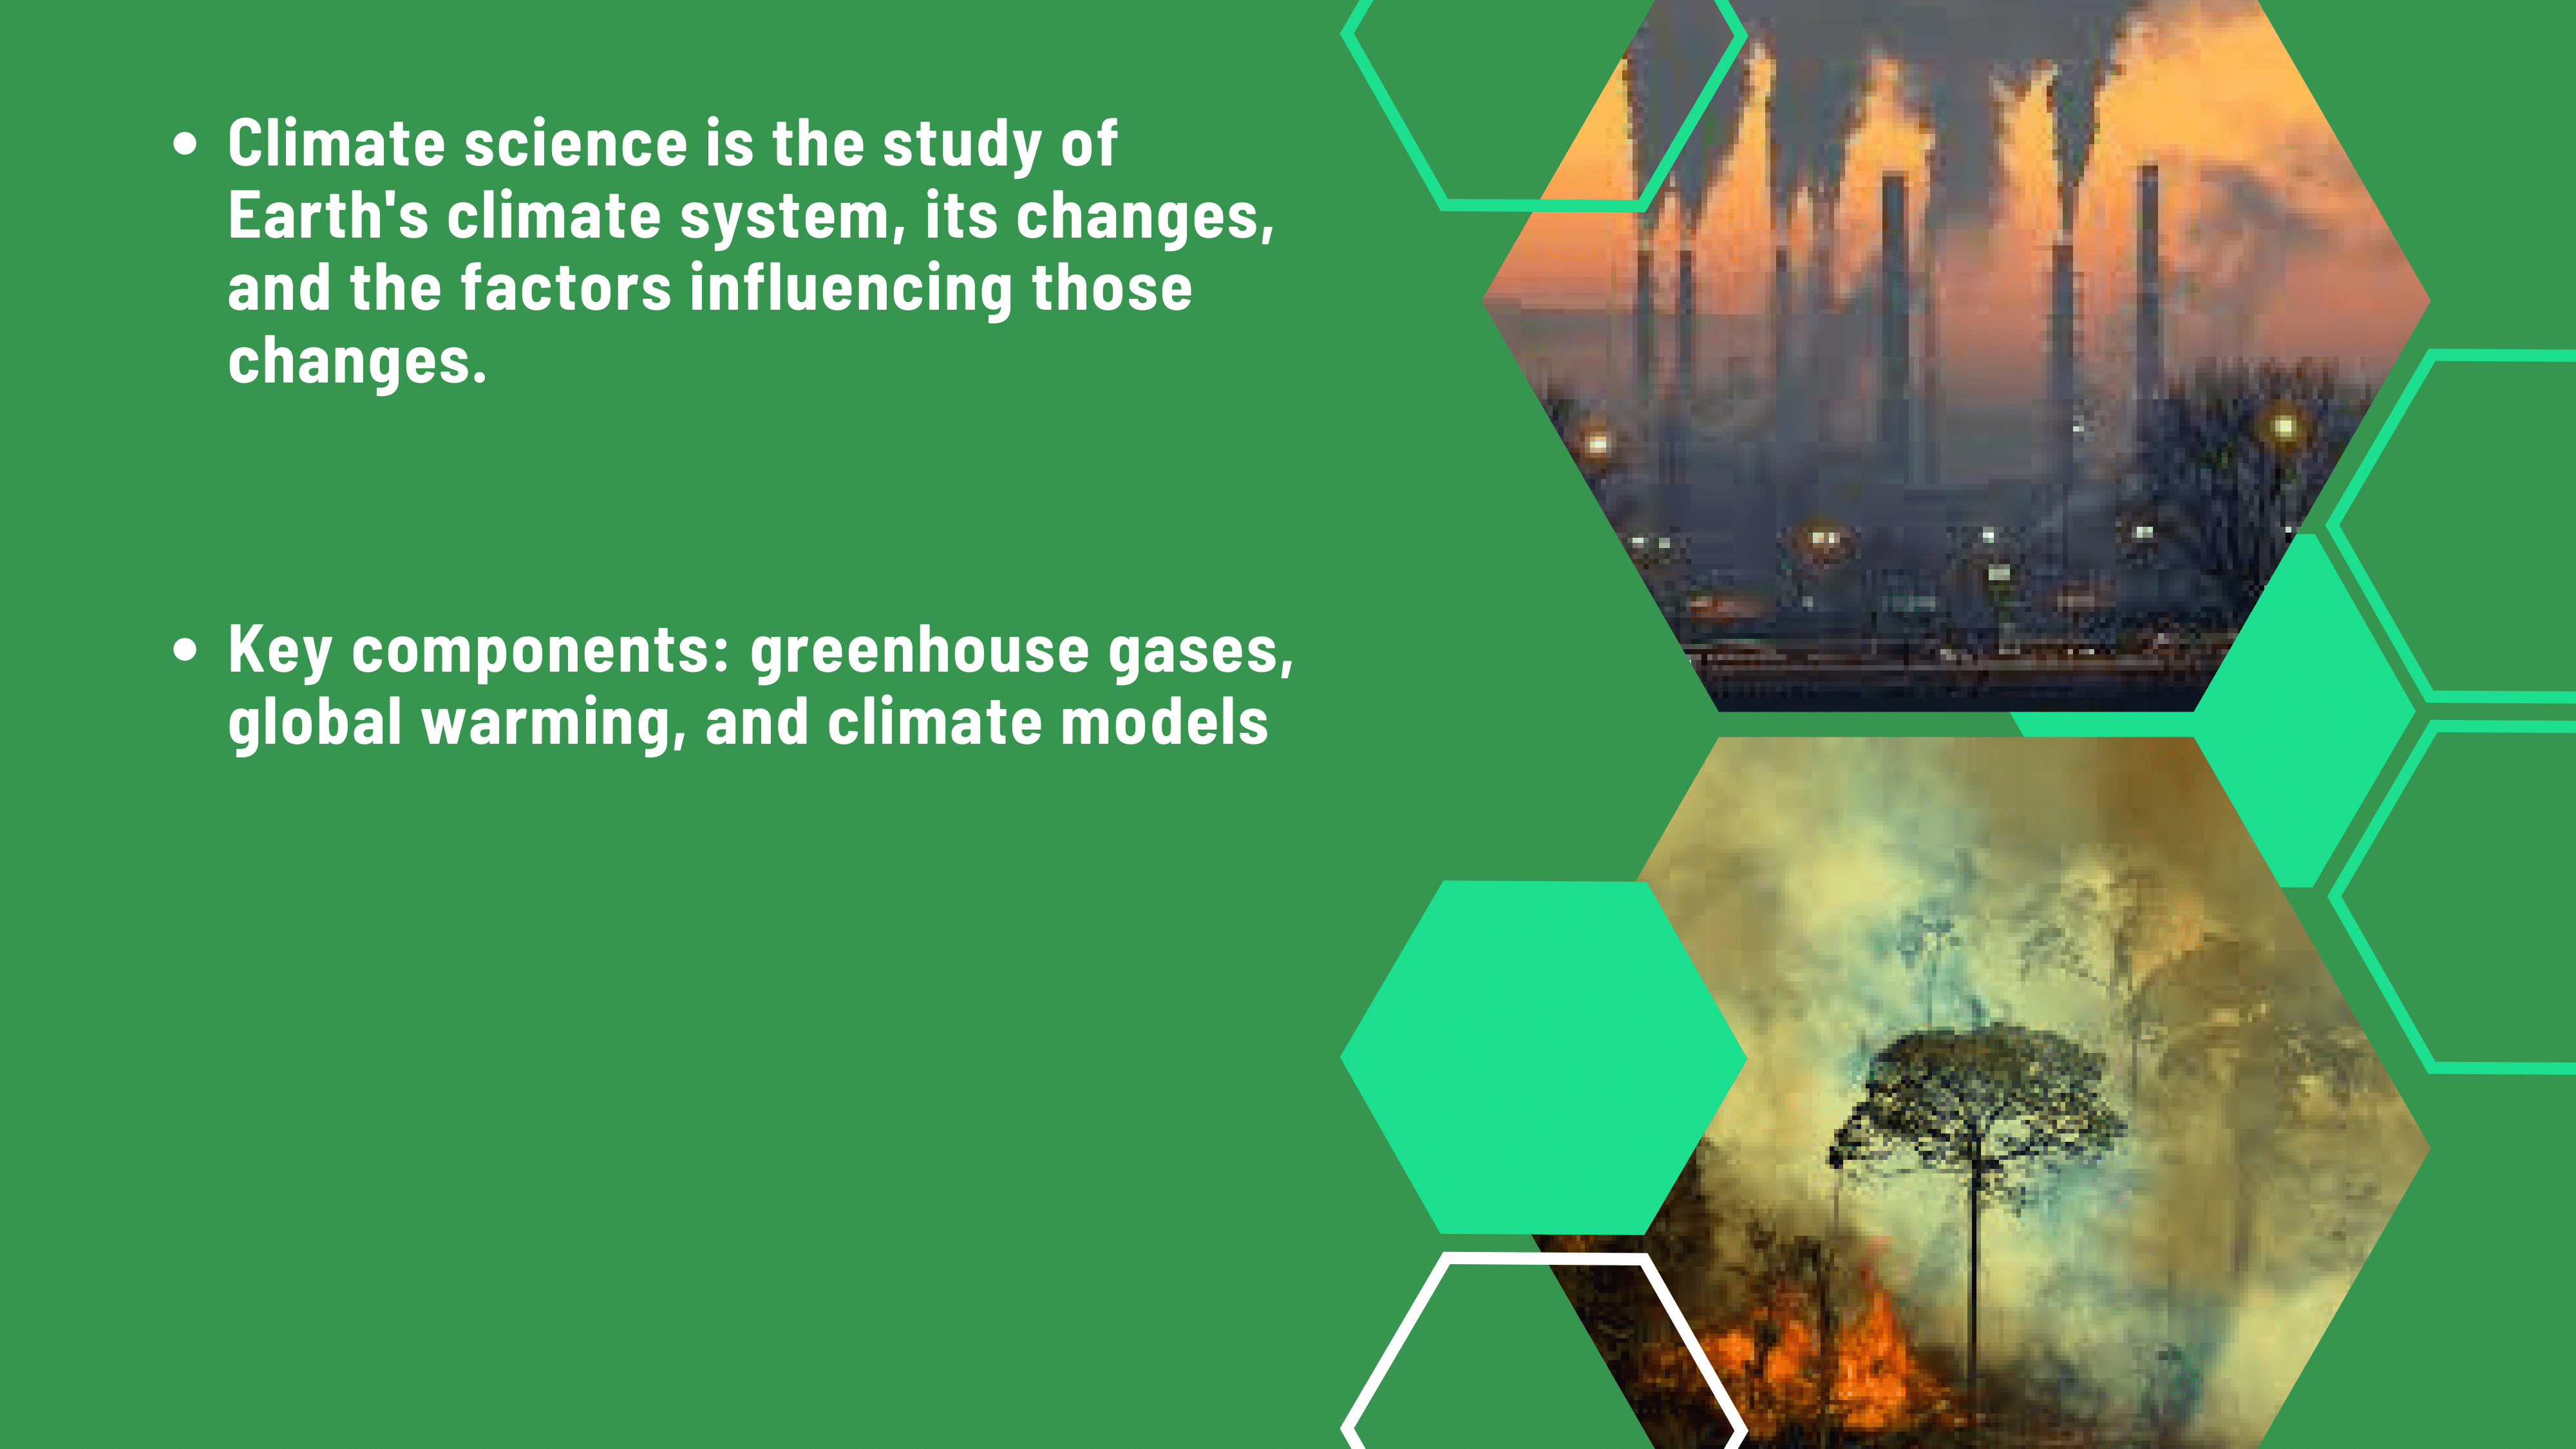 • Climate science is the study of
Earth's climate system, its changes,
and the factors influencing those
changes.
• Key components: greenhouse gases,
global warming, and climate models